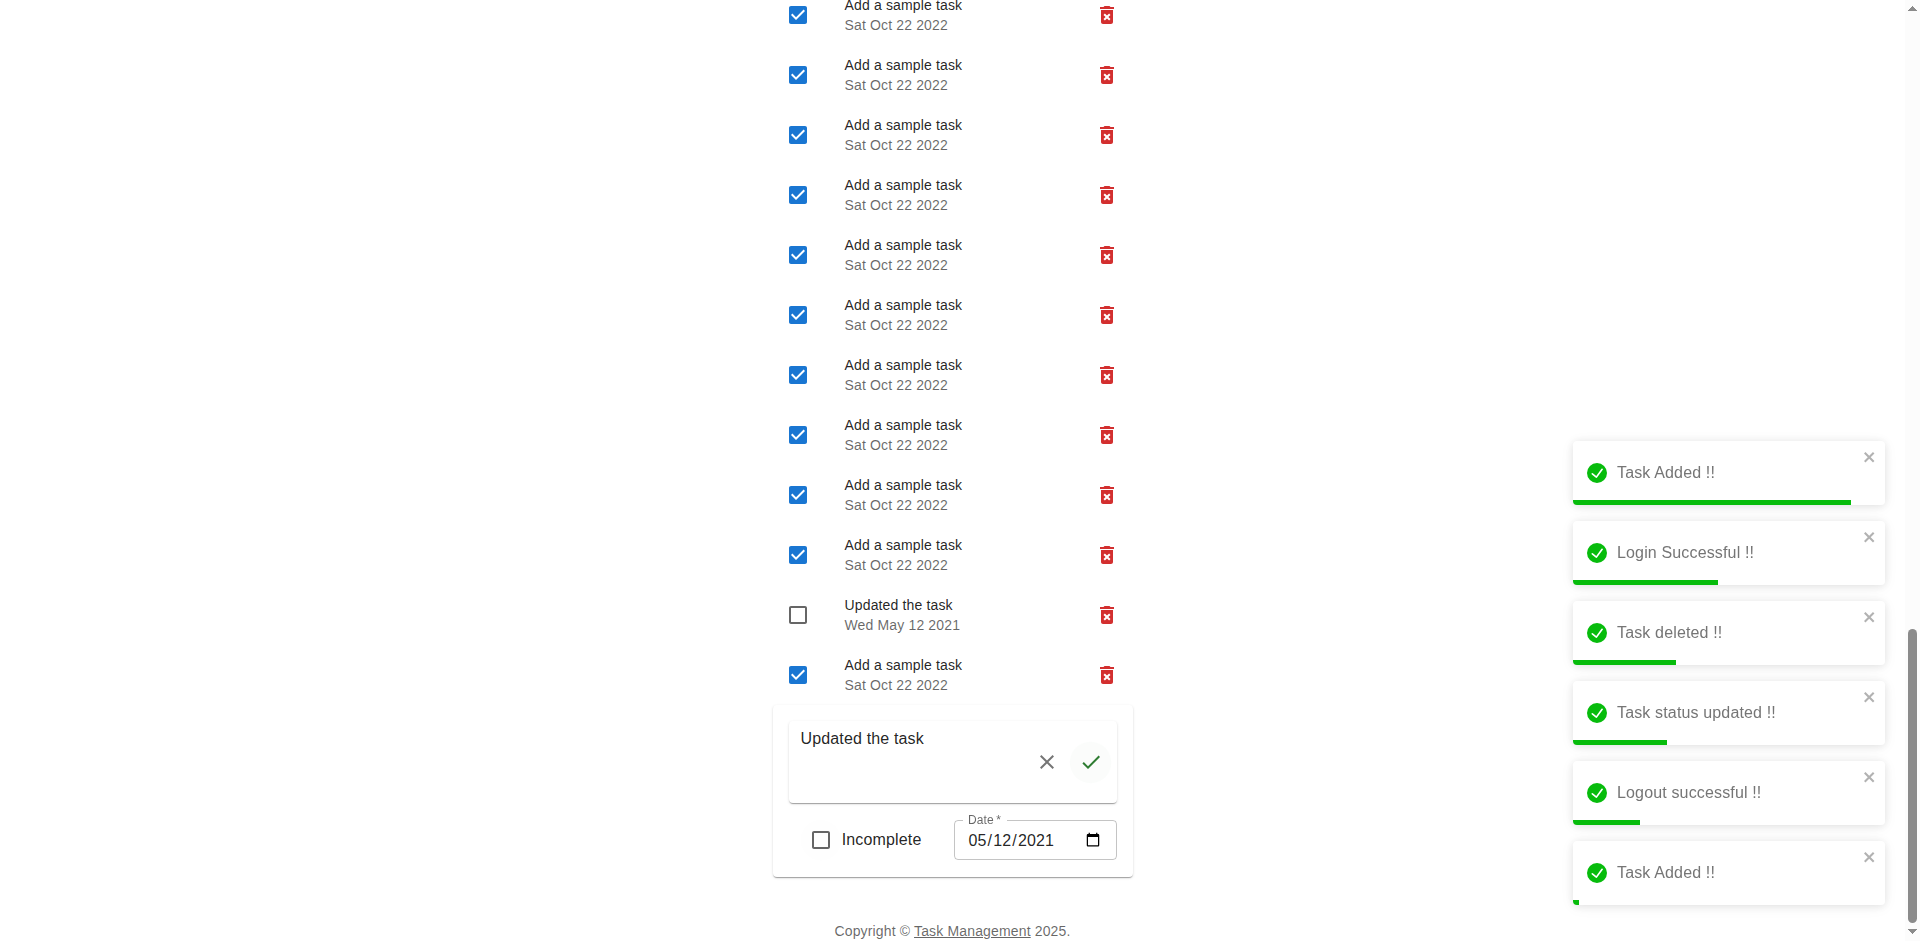 Add a sample task
Sat Oct 22 2022
Add a sample task
Sat Oct 22 2022
Add a sample task
Sat Oct 22 2022
Add a sample task
Sat Oct 22 2022
Add a sample task
Sat Oct 22 2022
Add a sample task
Sat Oct 22 2022
Add a sample task
Sat Oct 22 2022
Add a sample task
Sat Oct 22 2022
Add a sample task
Sat Oct 22 2022
Add a sample task
Sat Oct 22 2022
Updated the task
Wed May 12 2021
Add a sample task
Sat Oct 22 2022
Updated the task
Incomplete
Date *
05/12/2021
Copyright © Task Management 2025.
Task Added !!
Login Successful !!
Task deleted !!
Task status updated !!
Logout successful !!
Task Added !!